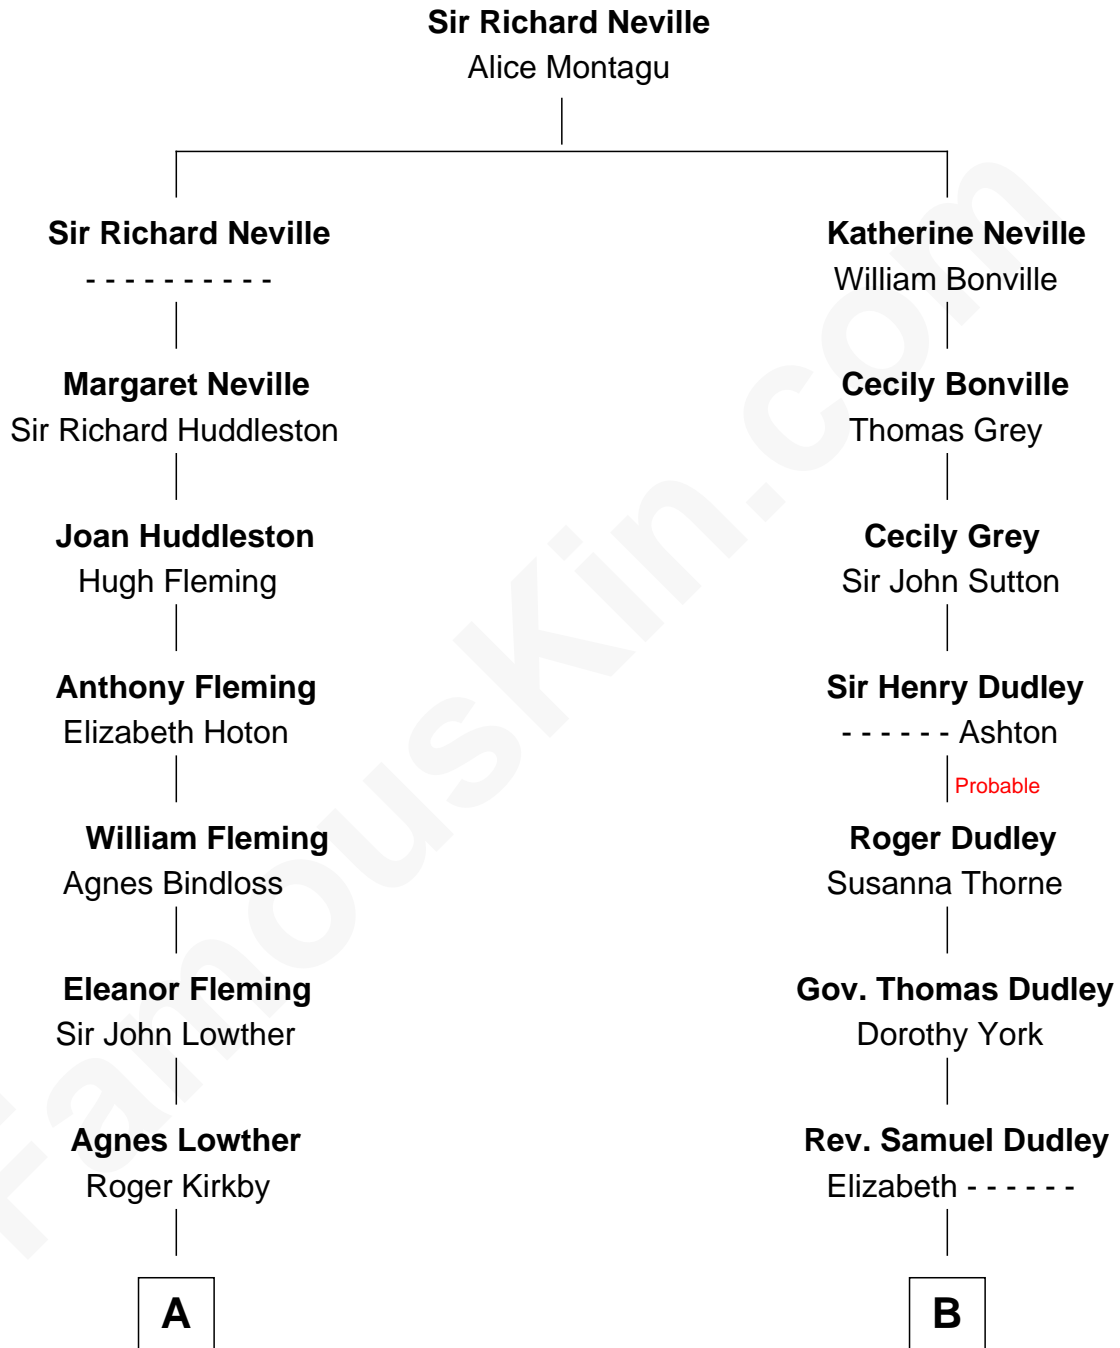 Sir Richard Neville
Alice Montagu
Sir Richard Neville
- - - - - - - - - -
Margaret Neville
Sir Richard Huddleston
Joan Huddleston
Hugh Fleming
Anthony Fleming
Elizabeth Hoton
William Fleming
Agnes Bindloss
Eleanor Fleming
Sir John Lowther
Agnes Lowther
Roger Kirkby
A
Katherine Neville
William Bonville
Cecily Bonville
Thomas Grey
Cecily Grey
Sir John Sutton
Sir Henry Dudley
- - - - - - Ashton
Probable
Roger Dudley
Susanna Thorne
Gov. Thomas Dudley
Dorothy York
Rev. Samuel Dudley
Elizabeth - - - - - -
B
FamousKin.com